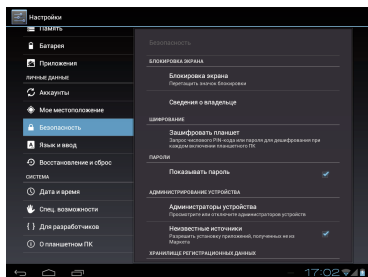 Настройки
Память
Батарея
Приложения
ЛИЧНЫЕ ДАННЫЕ
Аккаунты
Мое местоположение
Безопасность
Язык и ввод
Восстановление и сброс
СИСТЕМА
Дата и время
Спец. возможности
Для разработчиков
О планшетном ПК
Безопасность
БЛОКИРОВКА ЭКРАНА
Блокировка экрана
Перетащить значок блокировки
Сведения о владельце
ШИФРОВАНИЕ
Зашифровать планшет
Запрос числового PIN-кода или пароля для дешифрования при
каждом включении планшетного ПК
ПАРОЛИ
Показывать пароль
АДМИНИСТРИРОВАНИЕ УСТРОЙСТВА
Администраторы устройства
Просмотрите или отключите администраторов устройств
Неизвестные источники
Разрешить установку приложений, полученных не из
Маркета
ХРАНИЛИЩЕ РЕГИСТРАЦИОННЫХ ДАННЫХ
17:02